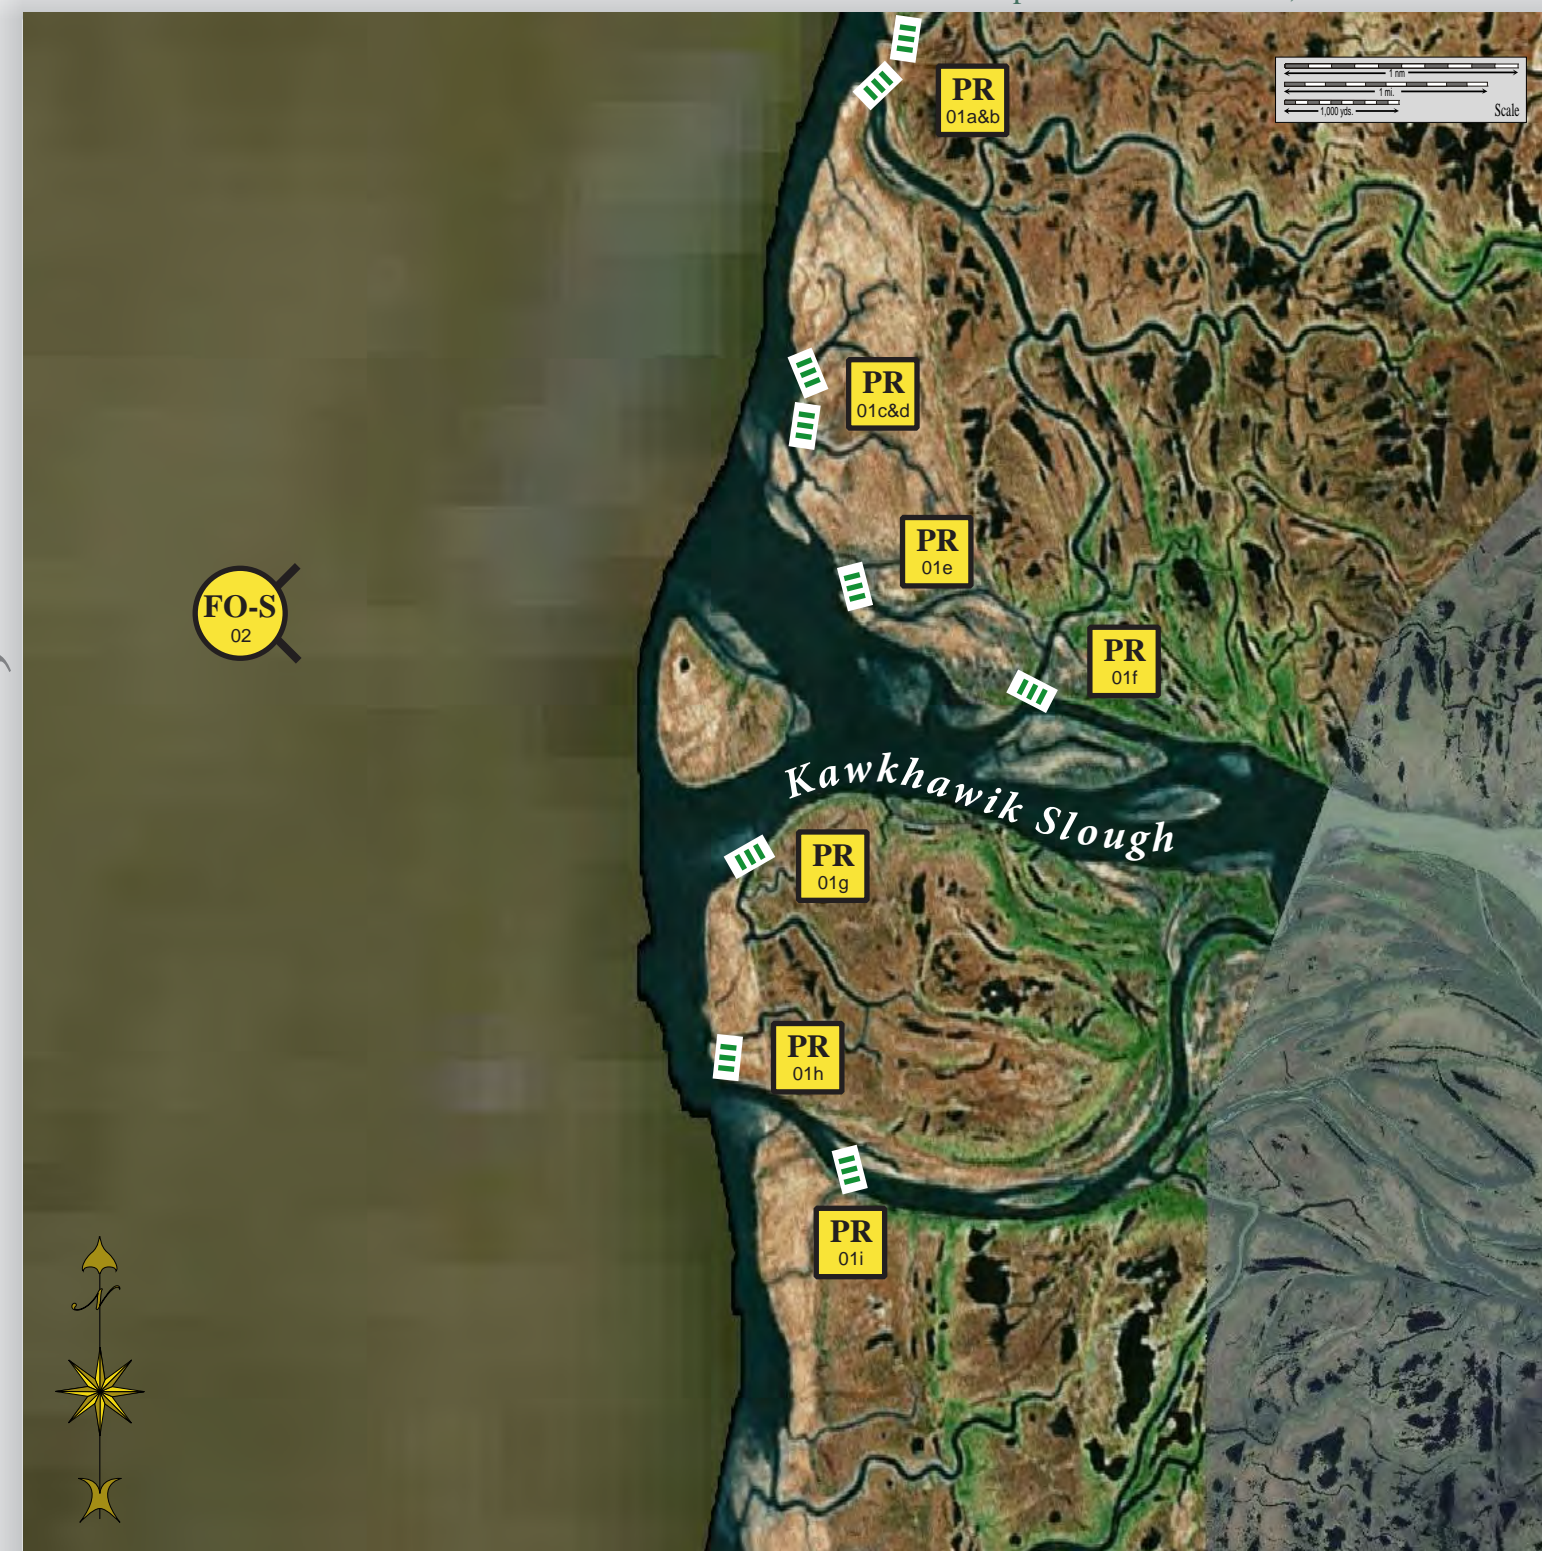 1 nm
1 mi.
1,000 yds.
Scale
PR
01a&b
PR
01c&d
PR
01e
FO-S
02
PR
01f
Kawkhawik Slough
PR
01g
PR
01h
PR
01i
N